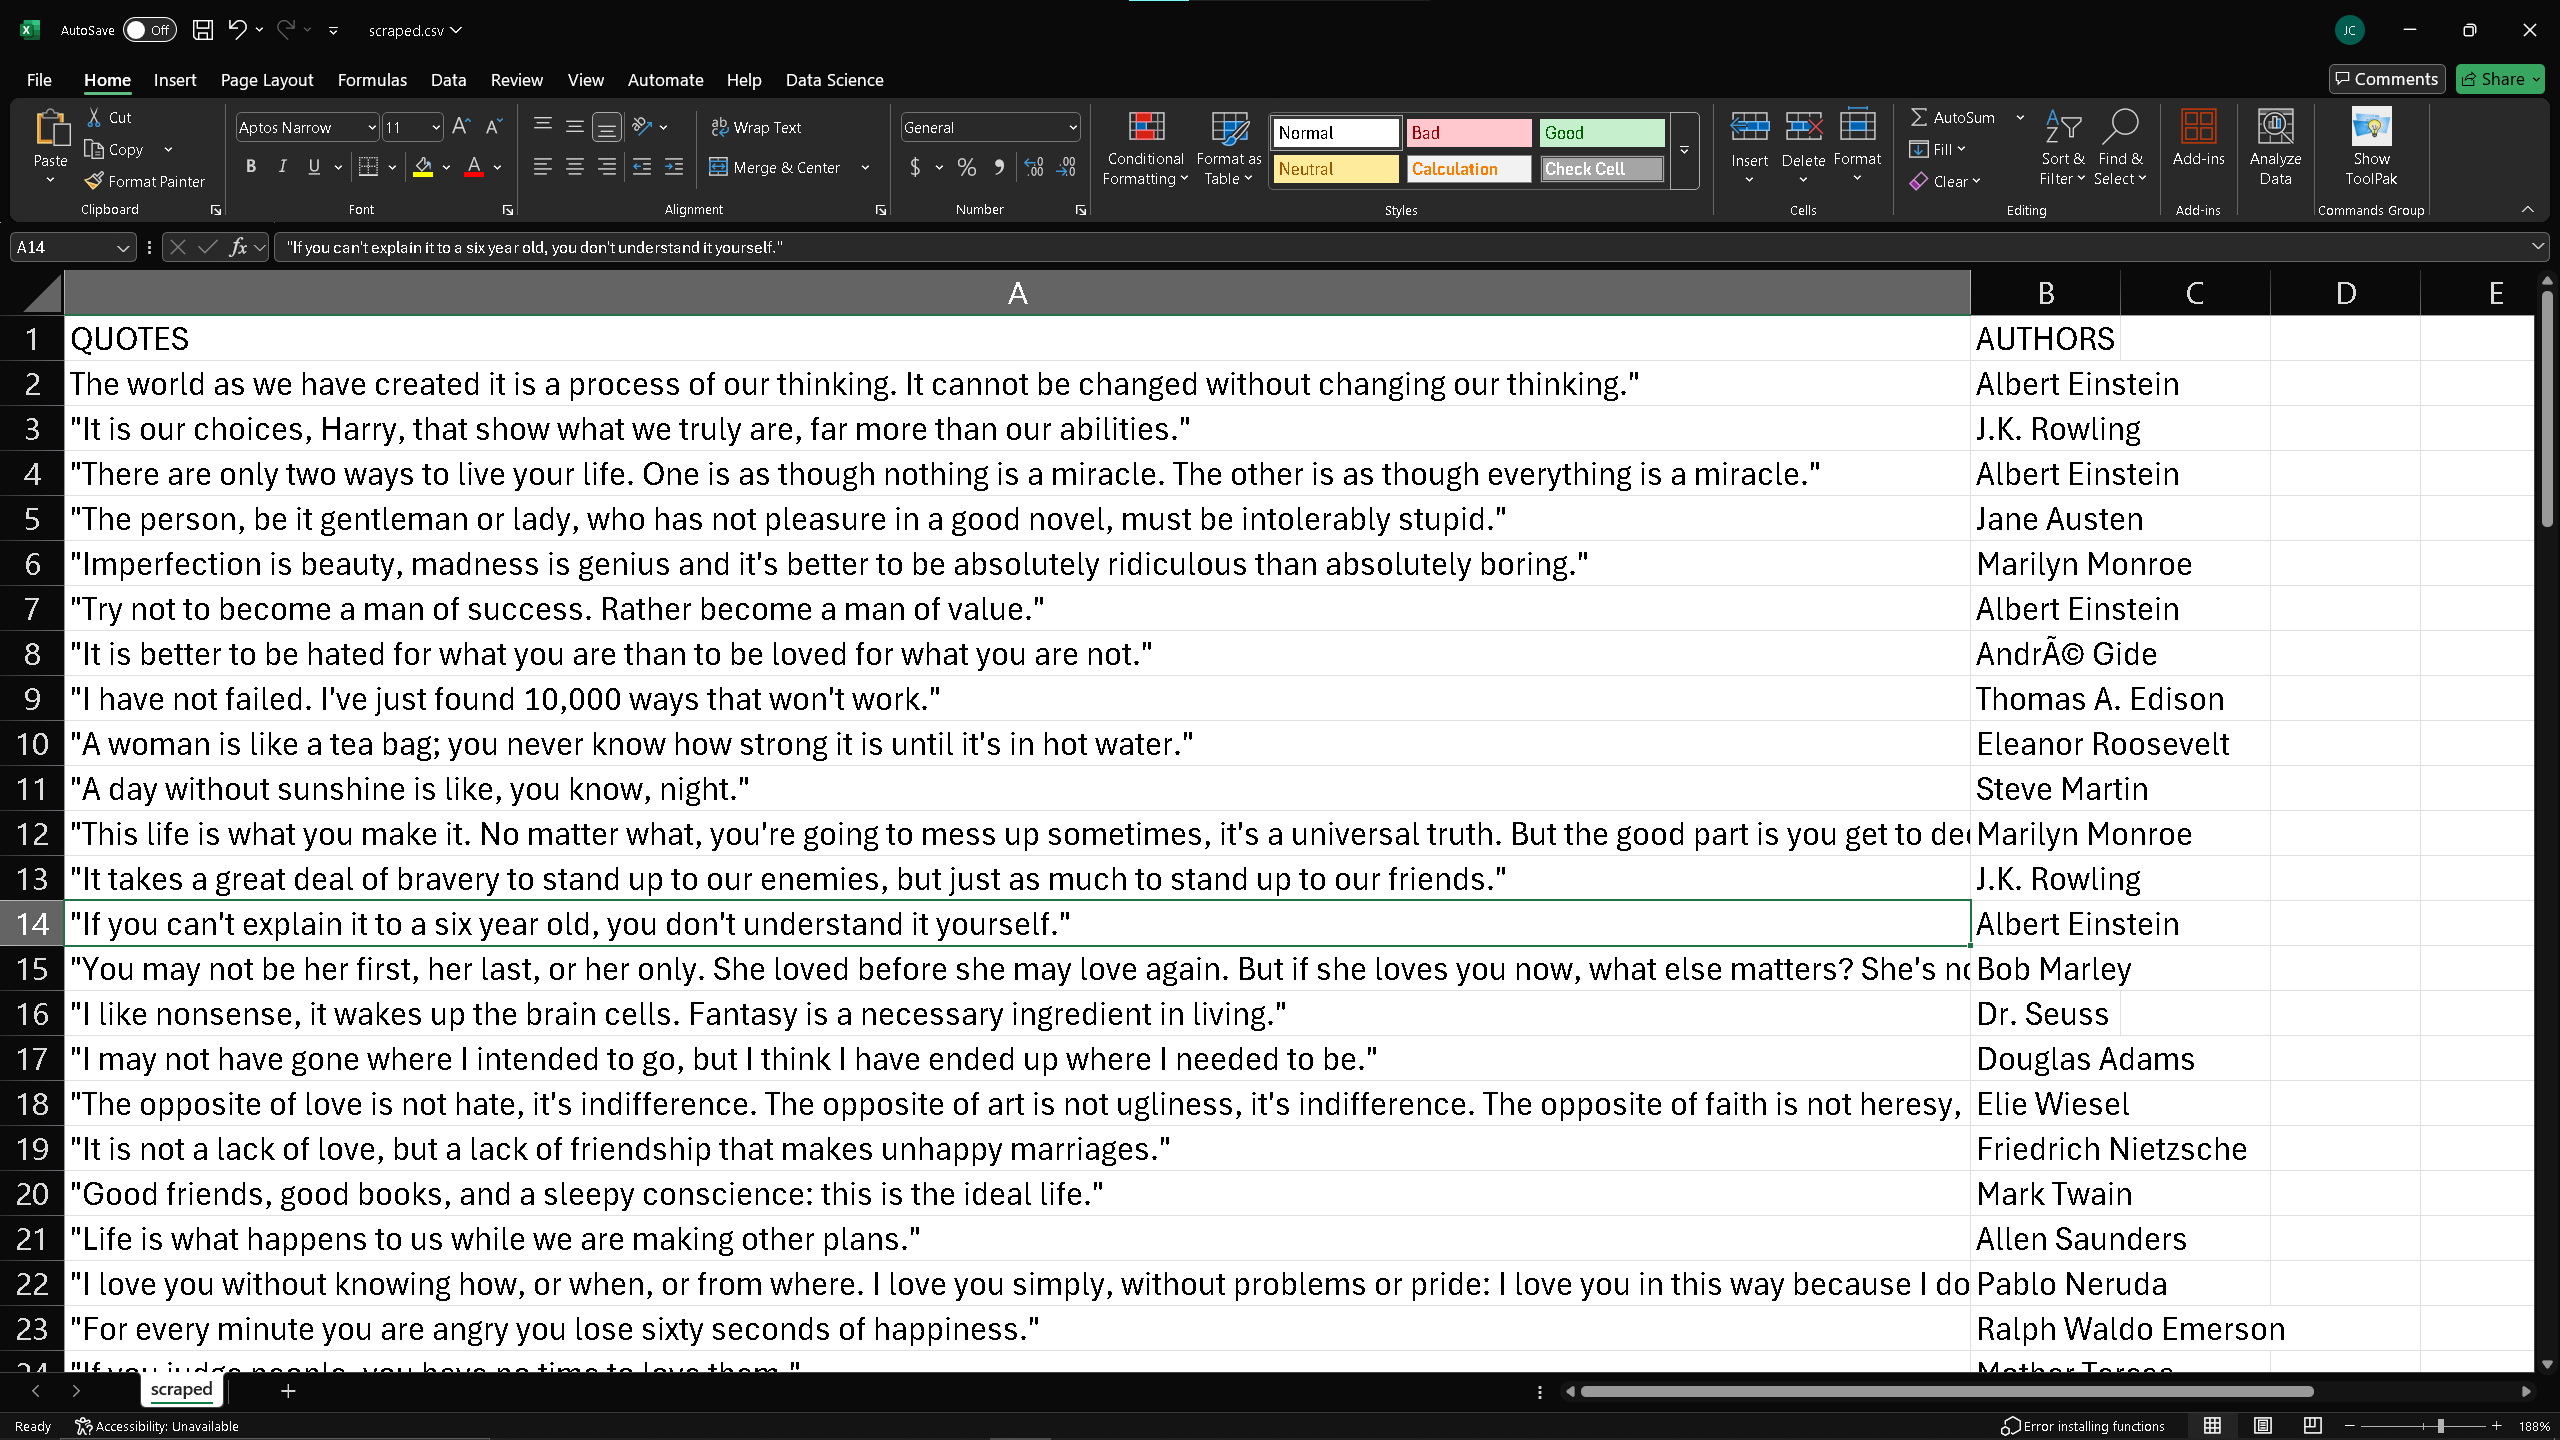 AutoSave Off scraped.csv JC
File Home Insert Page Layout Formulas Data Review View Automate Help Data Science Comments Share
Paste Cut Copy Format Painter Clipboard
Aptos Narrow 11 B I U A Font
Wrap Text Merge & Center Alignment
General $ % Number
Conditional Formatting Format as Table Normal Bad Good Neutral Calculation Check Cell Styles
Insert Delete Format Cells
AutoSum Fill Clear Sort & Filter Find & Select Editing
Add-ins Add-ins
Analyze Data
Show ToolPak Commands Group
A14 fx "If you can't explain it to a six year old, you don't understand it yourself."
A B C D E
1 QUOTES AUTHORS
2 The world as we have created it is a process of our thinking. It cannot be changed without changing our thinking." Albert Einstein
3 "It is our choices, Harry, that show what we truly are, far more than our abilities." J.K. Rowling
4 "There are only two ways to live your life. One is as though nothing is a miracle. The other is as though everything is a miracle." Albert Einstein
5 "The person, be it gentleman or lady, who has not pleasure in a good novel, must be intolerably stupid." Jane Austen
6 "Imperfection is beauty, madness is genius and it's better to be absolutely ridiculous than absolutely boring." Marilyn Monroe
7 "Try not to become a man of success. Rather become a man of value." Albert Einstein
8 "It is better to be hated for what you are than to be loved for what you are not." AndrÃ© Gide
9 "I have not failed. I've just found 10,000 ways that won't work." Thomas A. Edison
10 "A woman is like a tea bag; you never know how strong it is until it's in hot water." Eleanor Roosevelt
11 "A day without sunshine is like, you know, night." Steve Martin
12 "This life is what you make it. No matter what, you're going to mess up sometimes, it's a universal truth. But the good part is you get to de Marilyn Monroe
13 "It takes a great deal of bravery to stand up to our enemies, but just as much to stand up to our friends." J.K. Rowling
14 "If you can't explain it to a six year old, you don't understand it yourself." Albert Einstein
15 "You may not be her first, her last, or her only. She loved before she may love again. But if she loves you now, what else matters? She's no Bob Marley
16 "I like nonsense, it wakes up the brain cells. Fantasy is a necessary ingredient in living." Dr. Seuss
17 "I may not have gone where I intended to go, but I think I have ended up where I needed to be." Douglas Adams
18 "The opposite of love is not hate, it's indifference. The opposite of art is not ugliness, it's indifference. The opposite of faith is not heresy, Elie Wiesel
19 "It is not a lack of love, but a lack of friendship that makes unhappy marriages." Friedrich Nietzsche
20 "Good friends, good books, and a sleepy conscience: this is the ideal life." Mark Twain
21 "Life is what happens to us while we are making other plans." Allen Saunders
22 "I love you without knowing how, or when, or from where. I love you simply, without problems or pride: I love you in this way because I do Pablo Neruda
23 "For every minute you are angry you lose sixty seconds of happiness." Ralph Waldo Emerson
24 "If you judge people, you have no time to love them." Mother Teresa
scraped
Ready Accessibility: Unavailable Error installing functions 188%